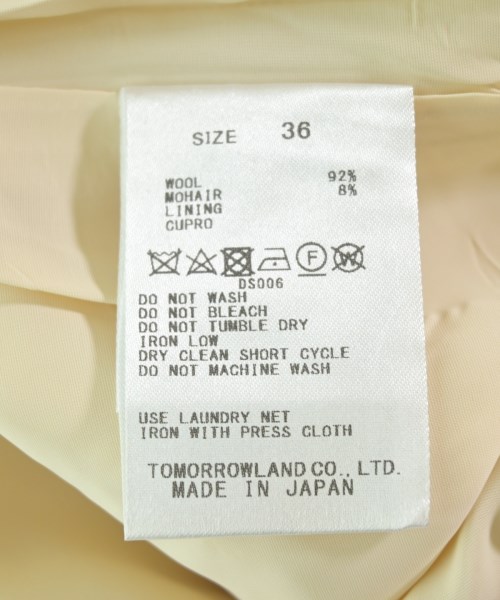 SIZE 36
WOOL 92%
MOHAIR 8%
LINING
CUPRO
F W
DS006
DO NOT WASH
DO NOT BLEACH
DO NOT TUMBLE DRY
IRON LOW
DRY CLEAN SHORT CYCLE
DO NOT MACHINE WASH
USE LAUNDRY NET
IRON WITH PRESS CLOTH
TOMORROWLAND CO., LTD.
MADE IN JAPAN